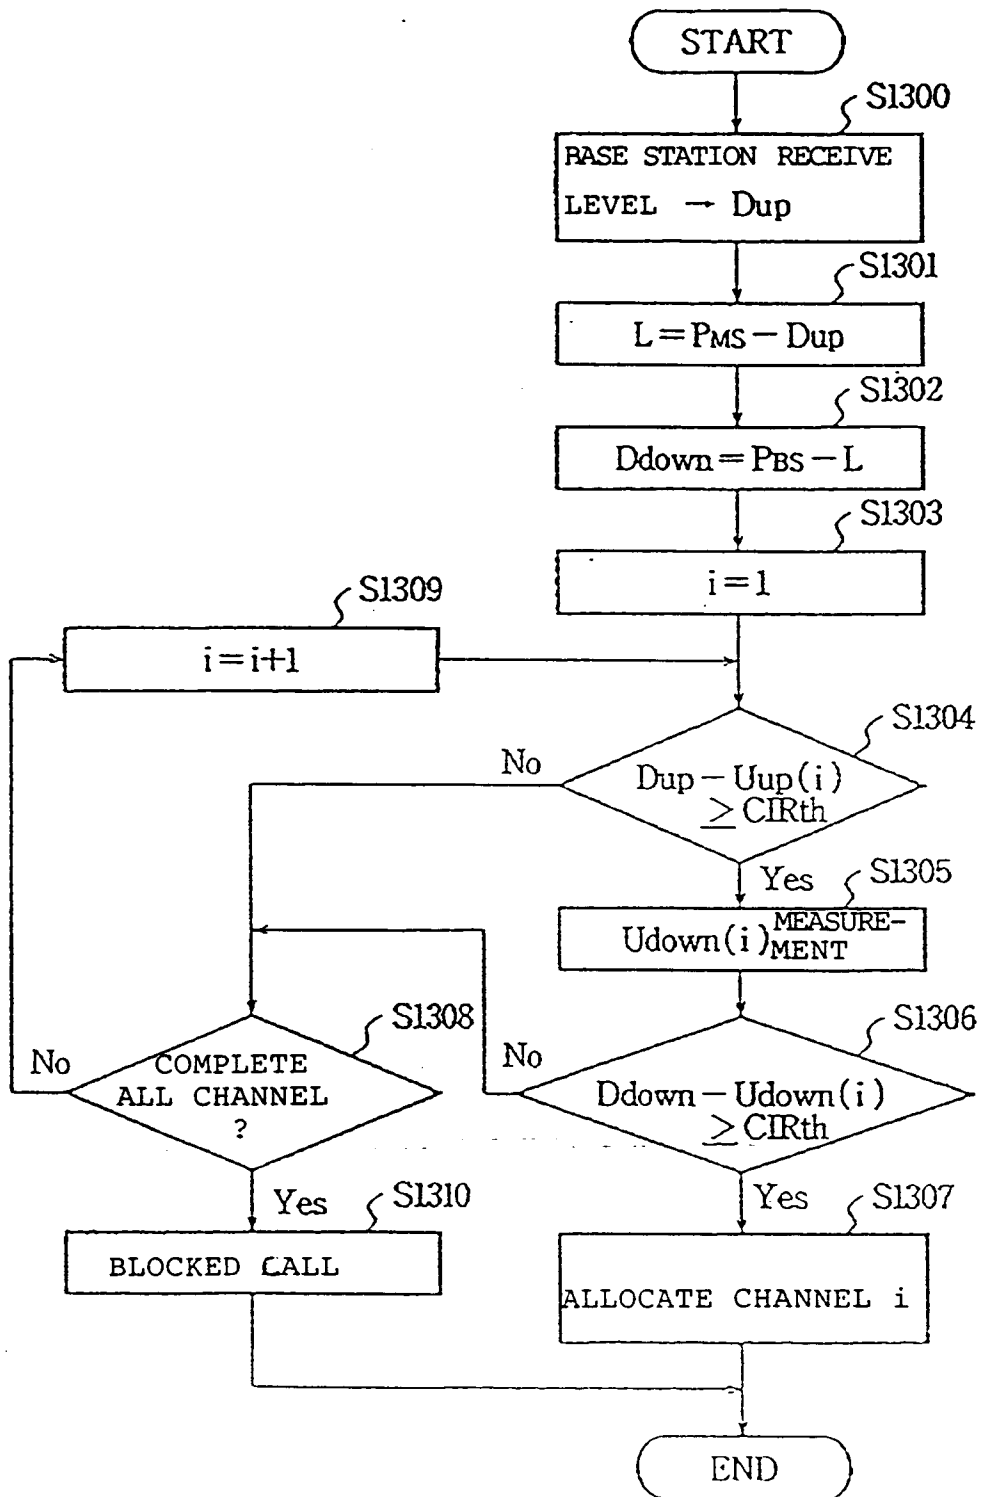 START
S1300
BASE STATION RECEIVE
LEVEL → Dup
S1301
L=PMS−Dup
S1302
Ddown=PBS−L
S1303
i=1
S1309
i=i+1
S1304
No
Dup−Uup(i)
≥CIRth
Yes
S1305
Udown(i) MEASURE-
MENT
S1308
No
COMPLETE
ALL CHANNEL
?
S1306
No
Ddown−Udown(i)
≥CIRth
Yes
S1310
BLOCKED CALL
Yes
S1307
ALLOCATE CHANNEL i
END